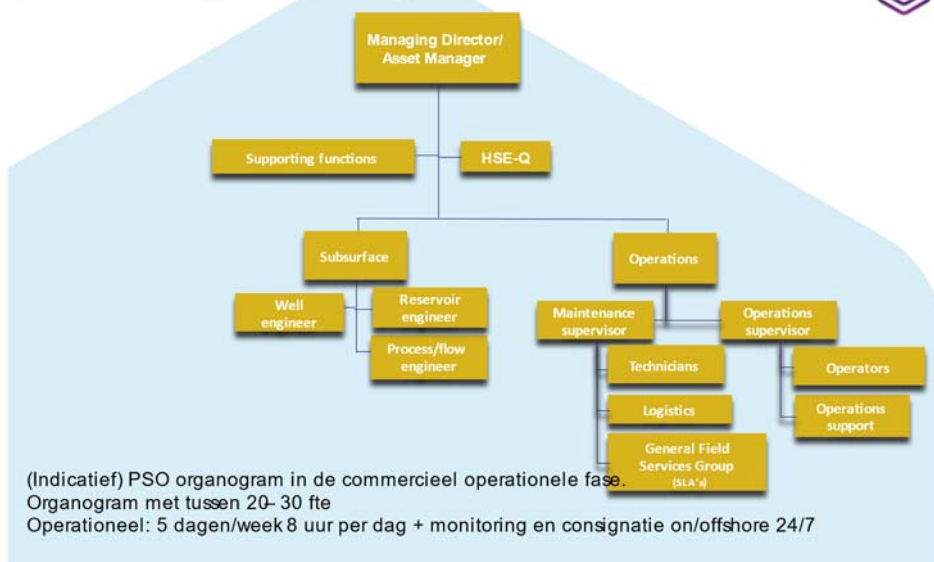 Managing Director/
Asset Manager
Supporting functions
HSE-Q
Subsurface
Operations
Well
engineer
Reservoir
engineer
Process/flow
engineer
Maintenance
supervisor
Operations
supervisor
Technicians
Logistics
General Field
Services Group
(SLA's)
Operators
Operations
support
(Indicatief) PSO organogram in de commercieel operationele fase.
Organogram met tussen 20– 30 fte
Operationeel: 5 dagen/week 8 uur per dag + monitoring en consignatie on/offshore 24/7